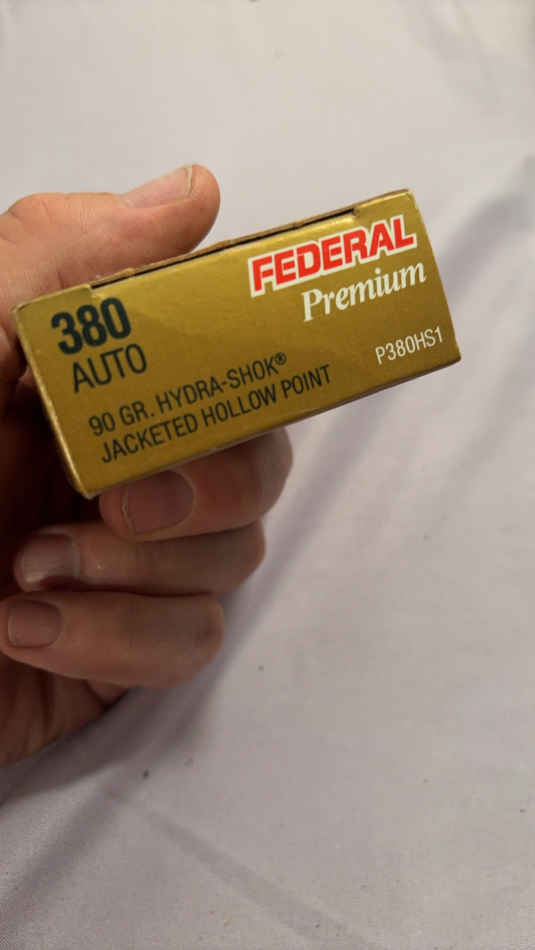 FEDERAL
Premium
380
AUTO
90 GR. HYDRA-SHOK®
JACKETED HOLLOW POINT
P380HS1